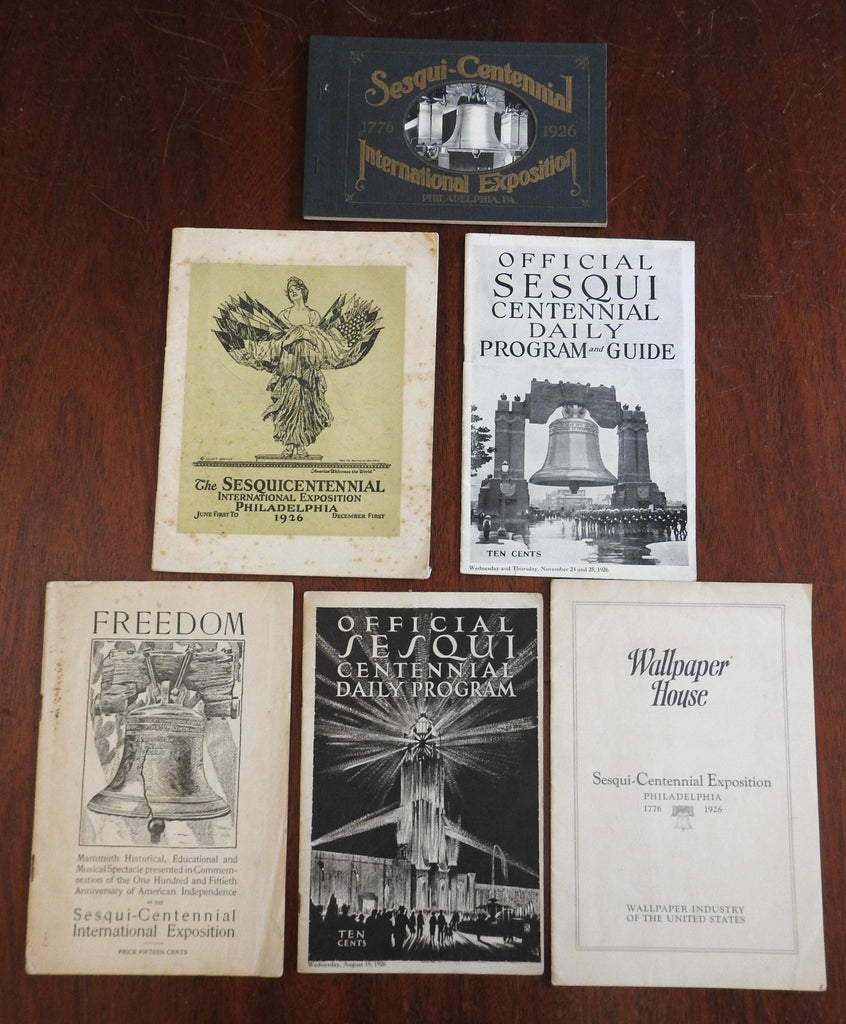 Sesqui-Centennial
1776 1926
International Exposition
PHILADELPHIA, PA.
"America Welcomes the World"
The SESQUICENTENNIAL
INTERNATIONAL EXPOSITION
PHILADELPHIA
JUNE FIRST TO 1926 DECEMBER FIRST
OFFICIAL
SESQUI
CENTENNIAL
DAILY
PROGRAM and GUIDE
TEN CENTS
Wednesday and Thursday, November 24 and 25, 1926
FREEDOM
Mammoth Historical, Educational and
Musical Spectacle presented in Commem-
oration of the One Hundred and Fiftieth
Anniversary of American Independence
AT THE
Sesqui-Centennial
International Exposition
PRICE FIFTEEN CENTS
OFFICIAL
SESQUI
CENTENNIAL
DAILY PROGRAM
TEN
CENTS
Wednesday, August 18, 1926
Wallpaper
House
Sesqui-Centennial Exposition
PHILADELPHIA
1776 1926
WALLPAPER INDUSTRY
OF THE UNITED STATES